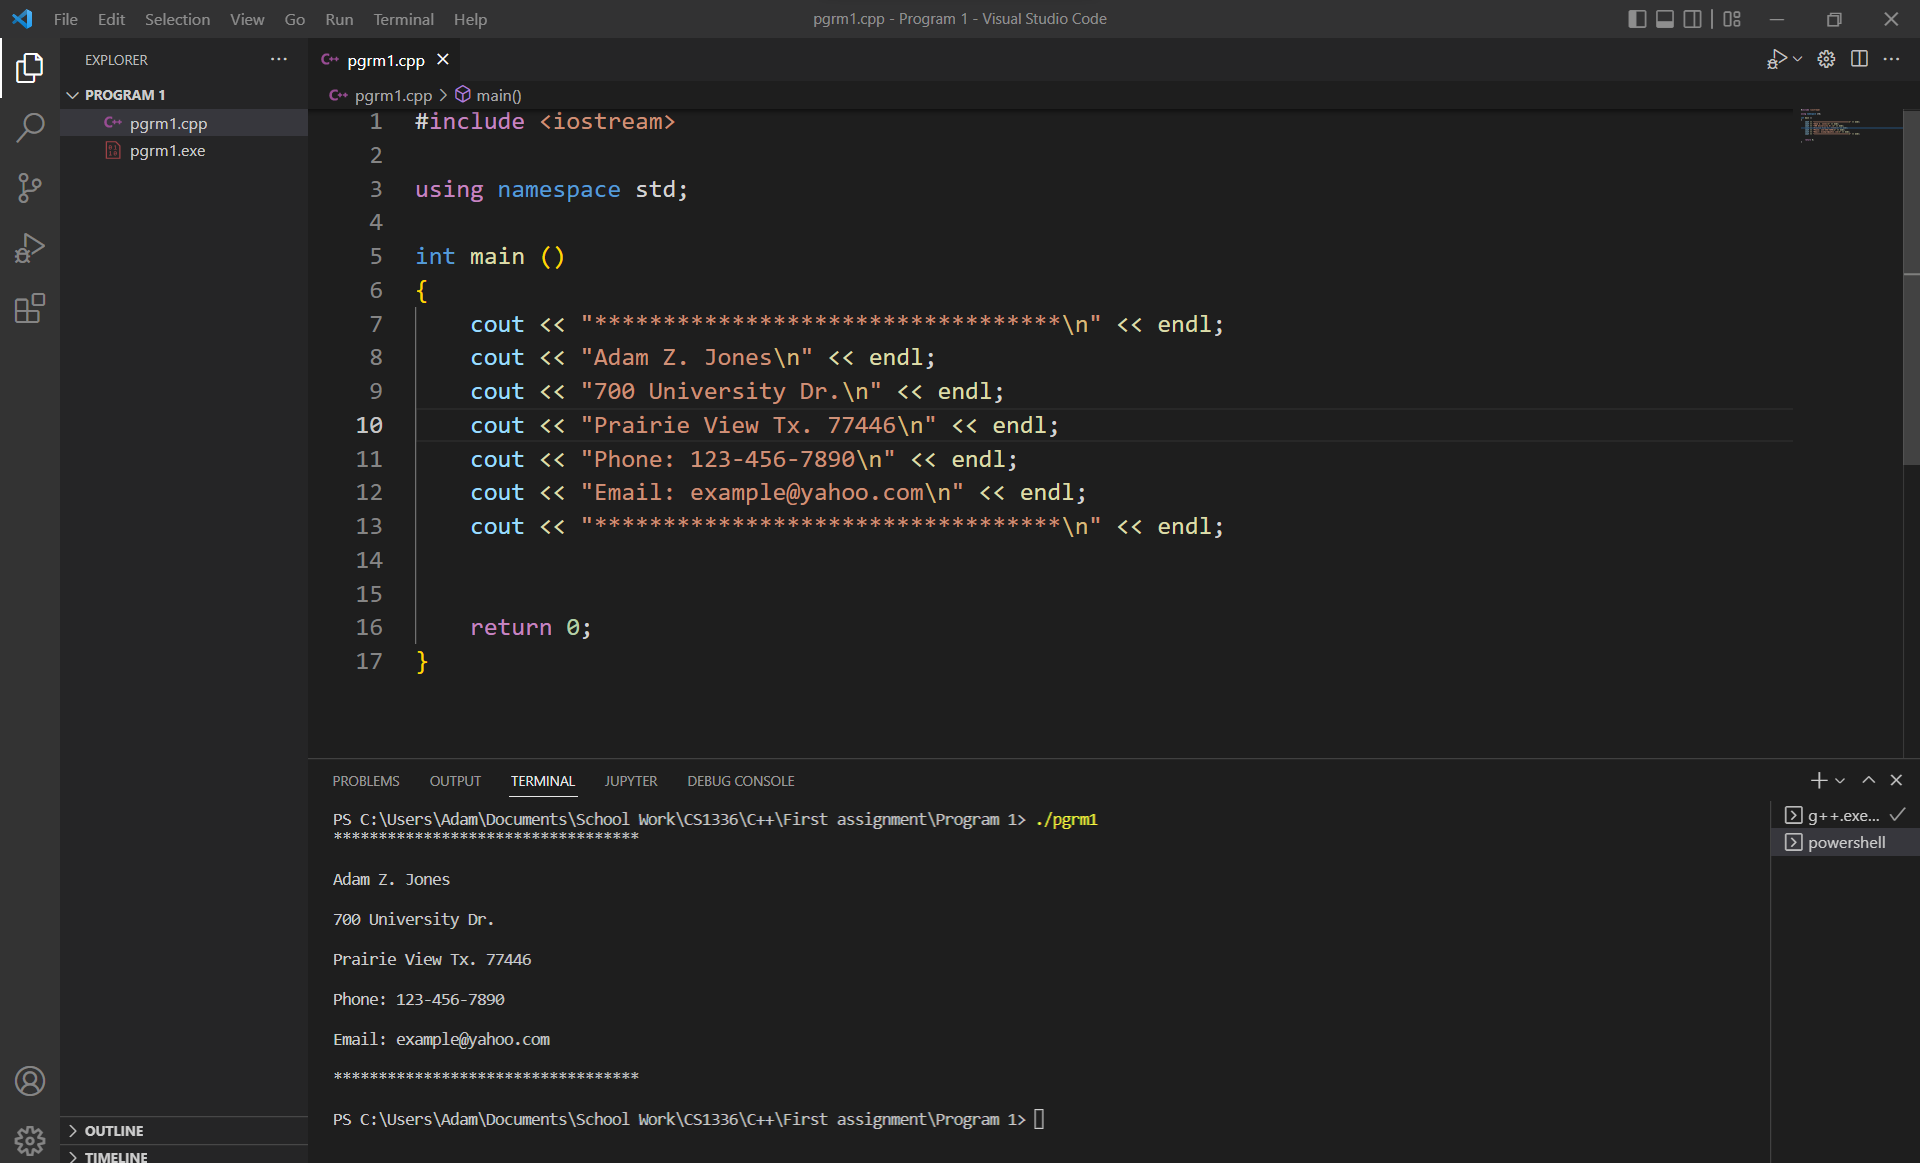 File Edit Selection View Go Run Terminal Help
pgrm1.cpp - Program 1 - Visual Studio Code
EXPLORER
PROGRAM 1
pgrm1.cpp
pgrm1.exe
OUTLINE
TIMELINE
pgrm1.cpp
pgrm1.cpp > main()
1 #include <iostream>
2
3 using namespace std;
4
5 int main ()
6 {
7 cout << "**********************************\n" << endl;
8 cout << "Adam Z. Jones\n" << endl;
9 cout << "700 University Dr.\n" << endl;
10 cout << "Prairie View Tx. 77446\n" << endl;
11 cout << "Phone: 123-456-7890\n" << endl;
12 cout << "Email: example@yahoo.com\n" << endl;
13 cout << "**********************************\n" << endl;
14
15
16 return 0;
17 }
PROBLEMS OUTPUT TERMINAL JUPYTER DEBUG CONSOLE
PS C:\Users\Adam\Documents\School Work\CS1336\C++\First assignment\Program 1> ./pgrm1
**********************************
Adam Z. Jones
700 University Dr.
Prairie View Tx. 77446
Phone: 123-456-7890
Email: example@yahoo.com
**********************************
PS C:\Users\Adam\Documents\School Work\CS1336\C++\First assignment\Program 1>
g++.exe...
powershell